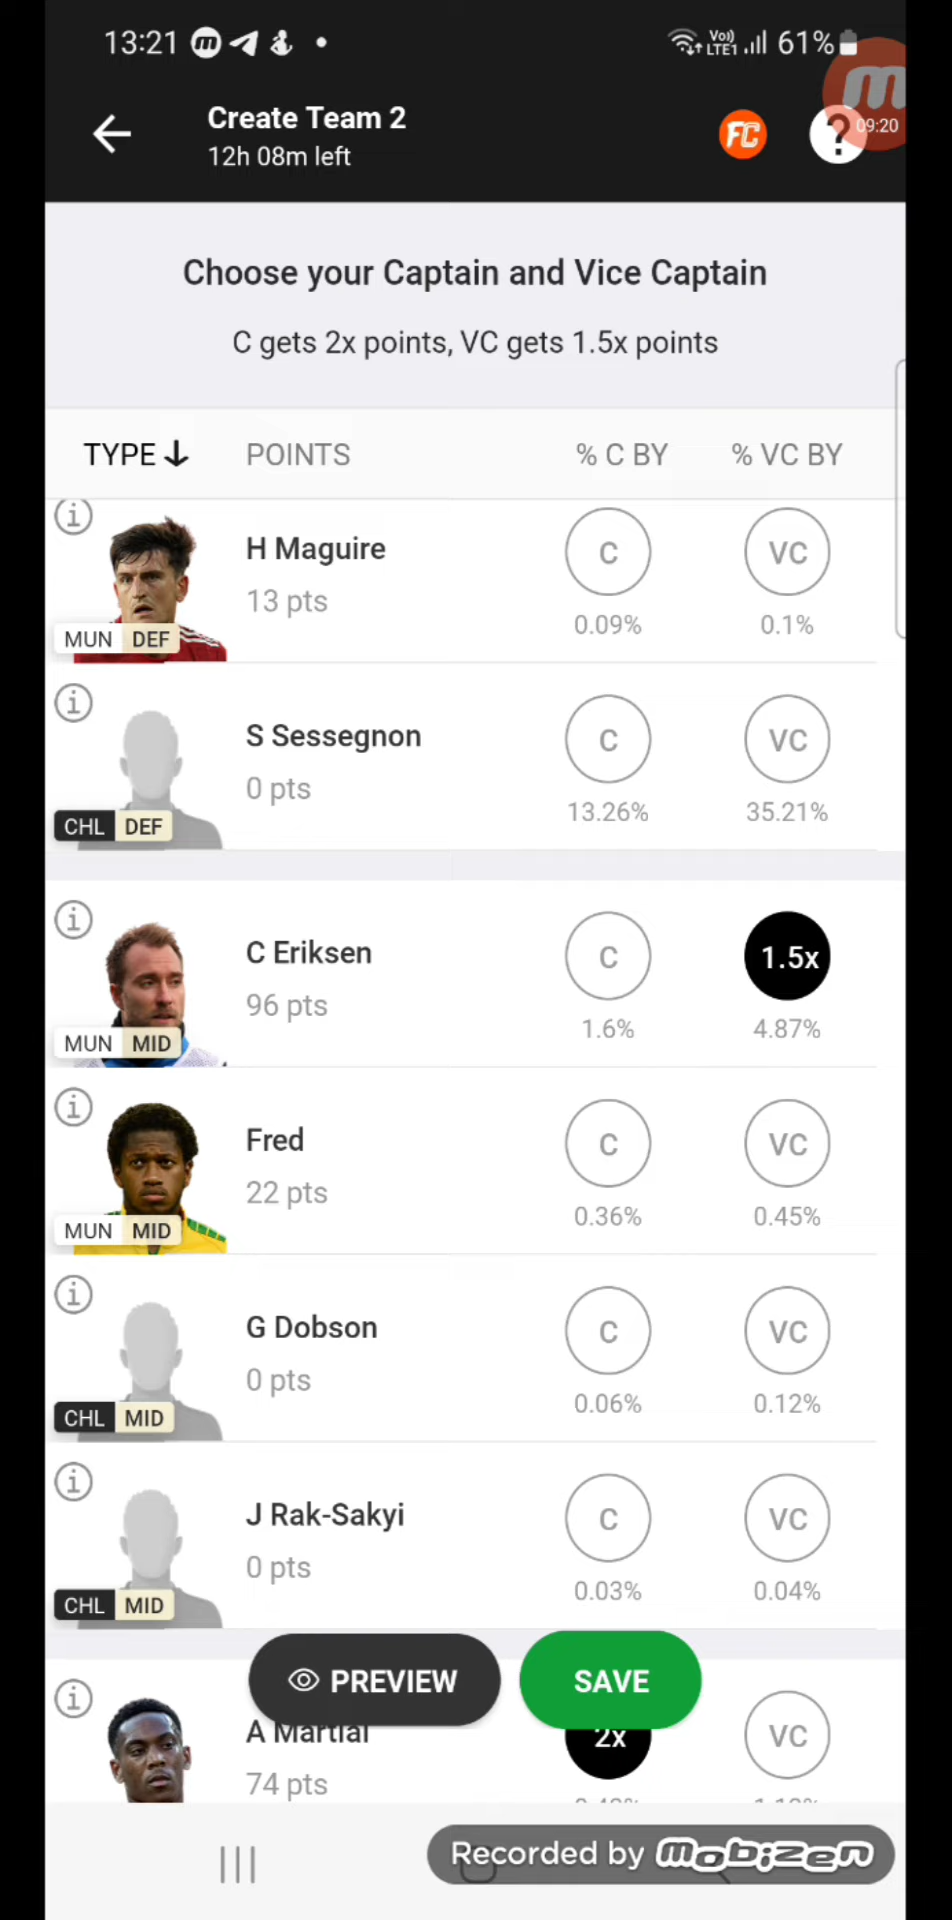 13:21
Vo)) LTE1 61%
Create Team 2
12h 08m left
FC
?
09:20
Choose your Captain and Vice Captain
C gets 2x points, VC gets 1.5x points
TYPE POINTS % C BY % VC BY
H Maguire
13 pts
C
VC
0.09%
0.1%
MUN DEF
S Sessegnon
0 pts
C
VC
13.26%
35.21%
CHL DEF
C Eriksen
96 pts
C
1.5x
1.6%
4.87%
MUN MID
Fred
22 pts
C
VC
0.36%
0.45%
MUN MID
G Dobson
0 pts
C
VC
0.06%
0.12%
CHL MID
J Rak-Sakyi
0 pts
C
VC
0.03%
0.04%
CHL MID
PREVIEW
SAVE
A Martial
74 pts
2x
VC
Recorded by mobizen